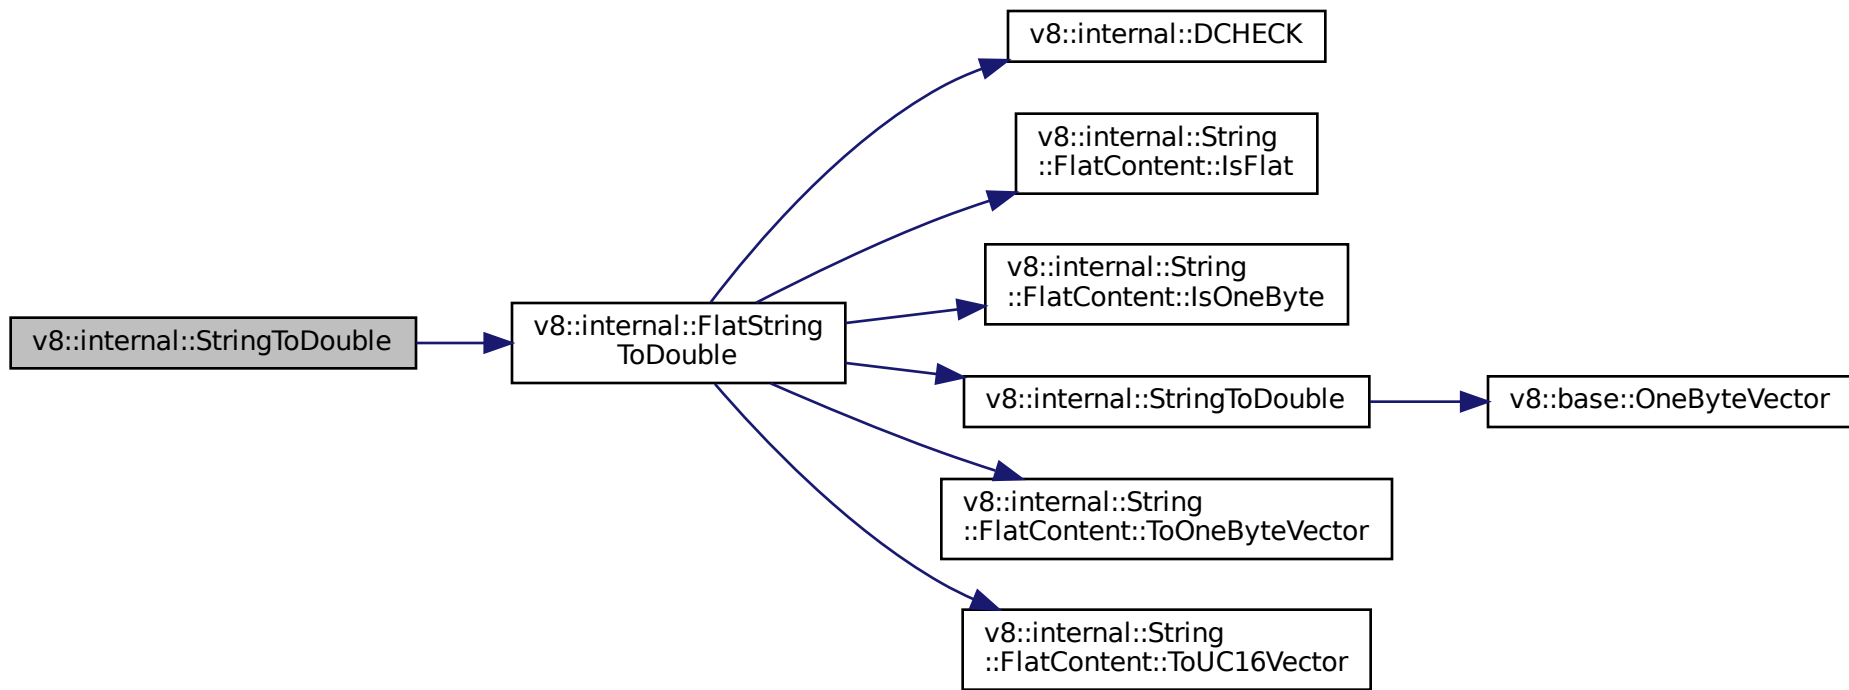 v8::internal::StringToDouble
v8::internal::FlatString
ToDouble
v8::internal::DCHECK
v8::internal::String
::FlatContent::IsFlat
v8::internal::String
::FlatContent::IsOneByte
v8::internal::StringToDouble
v8::base::OneByteVector
v8::internal::String
::FlatContent::ToOneByteVector
v8::internal::String
::FlatContent::ToUC16Vector